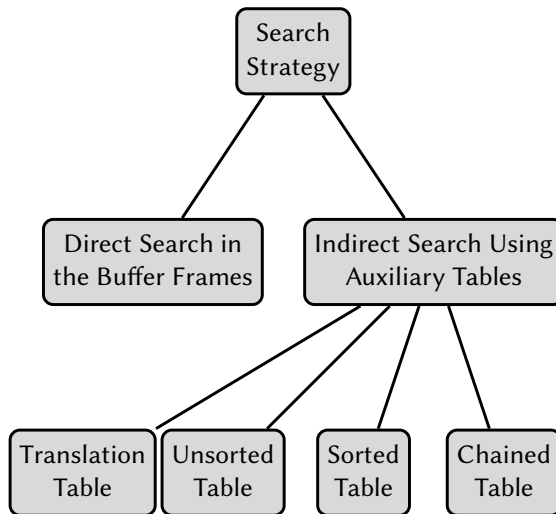 Search
Strategy
Direct Search in
the Buffer Frames
Indirect Search Using
Auxiliary Tables
Translation
Table
Unsorted
Table
Sorted
Table
Chained
Table